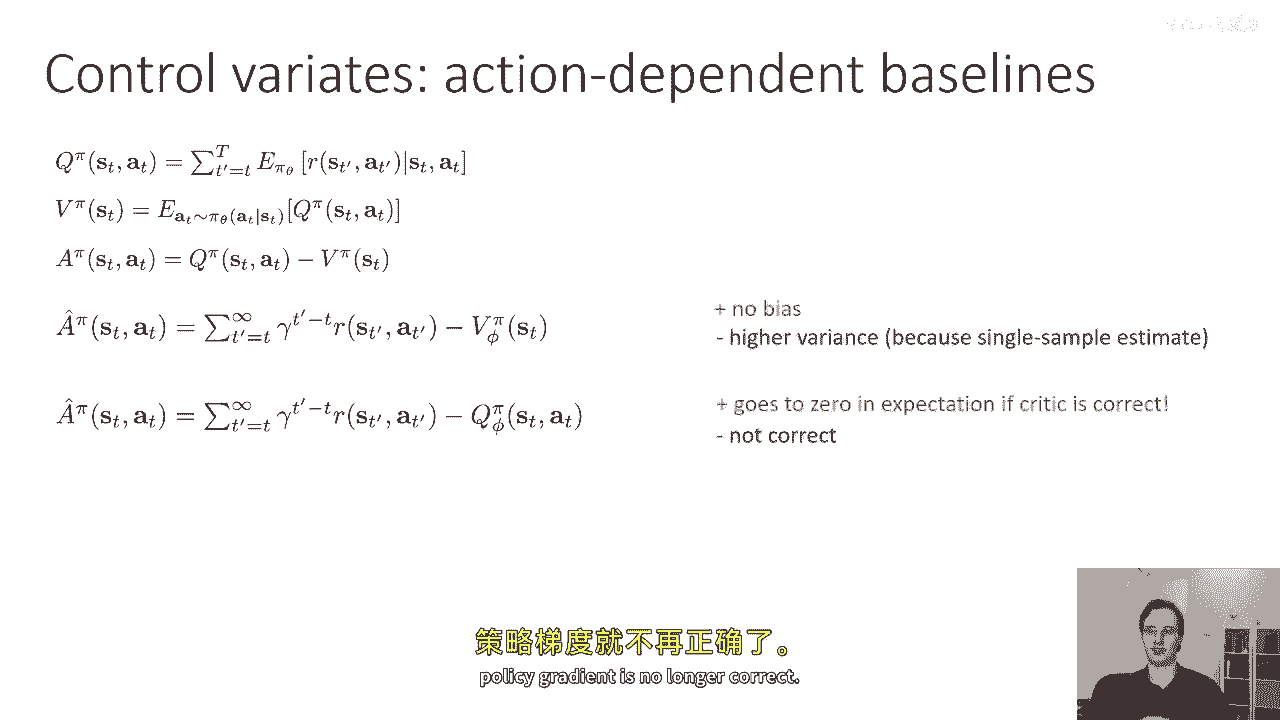 Control variates: action-dependent baselines
$Q^\pi(\mathbf{s}_t, \mathbf{a}_t) = \sum_{t'=t}^{T} E_{\pi_\theta}[r(\mathbf{s}_{t'}, \mathbf{a}_{t'})|\mathbf{s}_t, \mathbf{a}_t]$
$V^\pi(\mathbf{s}_t) = E_{\mathbf{a}_t \sim \pi_\theta(\mathbf{a}_t|\mathbf{s}_t)}[Q^\pi(\mathbf{s}_t, \mathbf{a}_t)]$
$A^\pi(\mathbf{s}_t, \mathbf{a}_t) = Q^\pi(\mathbf{s}_t, \mathbf{a}_t) - V^\pi(\mathbf{s}_t)$
$\hat{A}^\pi(\mathbf{s}_t, \mathbf{a}_t) = \sum_{t'=t}^{\infty} \gamma^{t'-t} r(\mathbf{s}_{t'}, \mathbf{a}_{t'}) - V_\phi^\pi(\mathbf{s}_t)$
+ no bias
- higher variance (because single-sample estimate)
$\hat{A}^\pi(\mathbf{s}_t, \mathbf{a}_t) = \sum_{t'=t}^{\infty} \gamma^{t'-t} r(\mathbf{s}_{t'}, \mathbf{a}_{t'}) - Q_\phi^\pi(\mathbf{s}_t, \mathbf{a}_t)$
+ goes to zero in expectation if critic is correct!
- not correct
策略梯度就不再正确了。
policy gradient is no longer correct.